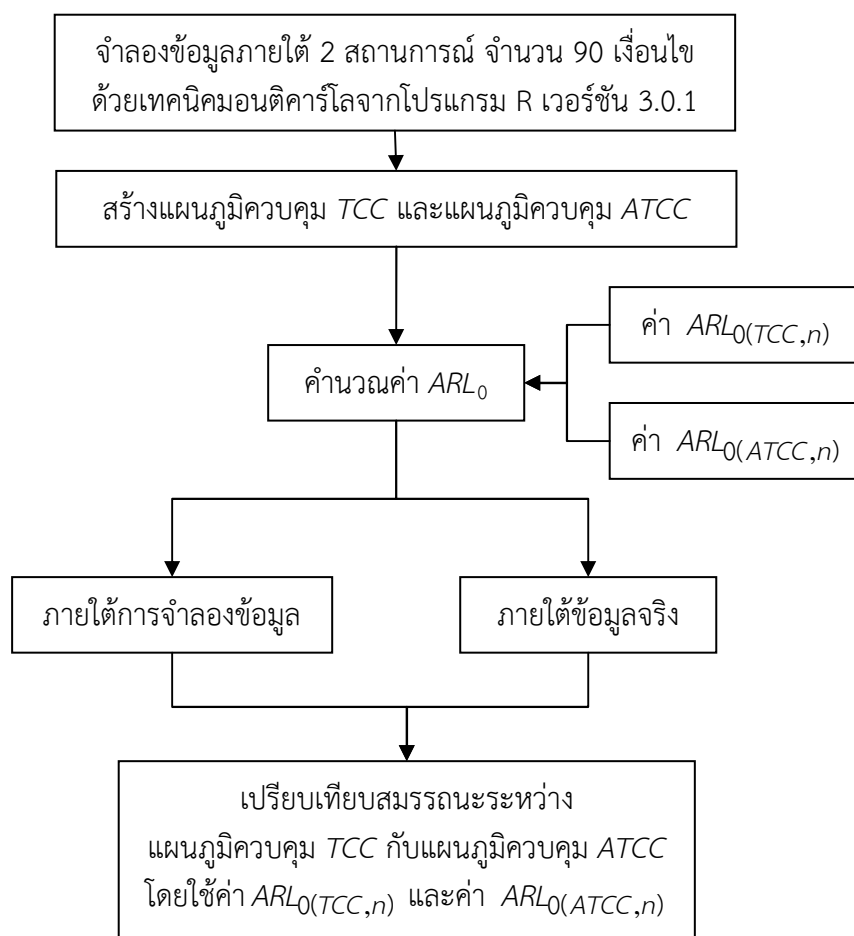 จำลองข้อมูลภายใต้ 2 สถานการณ์ จำนวน 90 เงื่อนไข
ด้วยเทคนิคมอนติคาร์โลจากโปรแกรม R เวอร์ชัน 3.0.1
สร้างแผนภูมิควบคุม TCC และแผนภูมิควบคุม ATCC
ค่า ARL0(TCC,n)
คำนวณค่า ARL0
ค่า ARL0(ATCC,n)
ภายใต้การจำลองข้อมูล
ภายใต้ข้อมูลจริง
เปรียบเทียบสมรรถนะระหว่าง
แผนภูมิควบคุม TCC กับแผนภูมิควบคุม ATCC
โดยใช้ค่า ARL0(TCC,n) และค่า ARL0(ATCC,n)